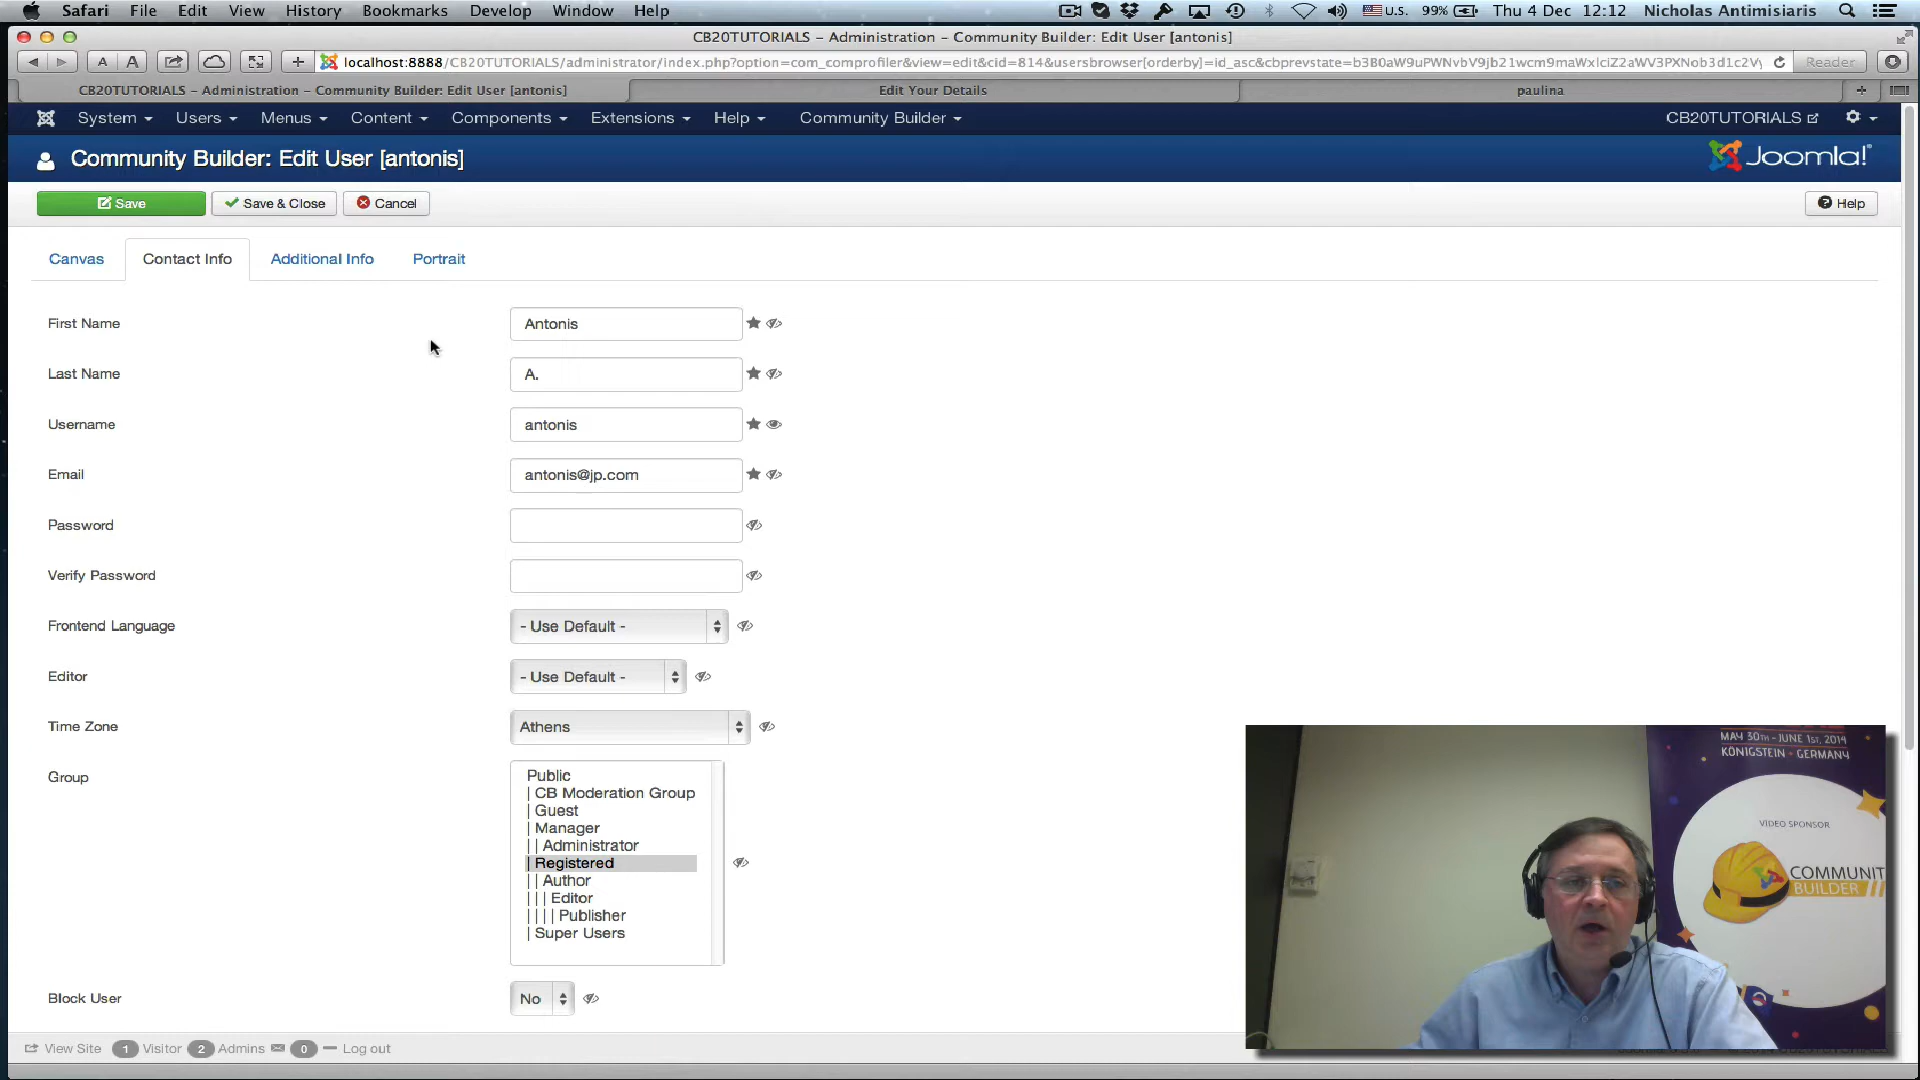 Safari File Edit View History Bookmarks Develop Window Help U.S. 99% Thu 4 Dec 12:12 Nicholas Antimisiaris
CB20TUTORIALS – Administration – Community Builder: Edit User [antonis]
A A + localhost:8888/CB20TUTORIALS/administrator/index.php?option=com_comprofiler&view=edit&cid=814&usersbrowser[orderby]=id_asc&cbprevstate= Reader
CB20TUTORIALS – Administration – Community Builder: Edit User [antonis] Edit Your Details paulina +
System Users Menus Content Components Extensions Help Community Builder CB20TUTORIALS
Community Builder: Edit User [antonis] Joomla!
Save Save & Close Cancel Help
Canvas Contact Info Additional Info Portrait
First Name Antonis
Last Name A.
Username antonis
Email antonis@jp.com
Password
Verify Password
Frontend Language - Use Default -
Editor - Use Default -
Time Zone Athens
Group
Public
| CB Moderation Group
| Guest
| Manager
| | Administrator
| Registered
| | Author
| | | Editor
| | | | Publisher
| Super Users
Block User No
View Site 1 Visitor 2 Admins 0 Log out
MAY 30TH - JUNE 1ST, 2014
KÖNIGSTEIN - GERMANY
VIDEO SPONSOR
COMMUNIT
BUILDER